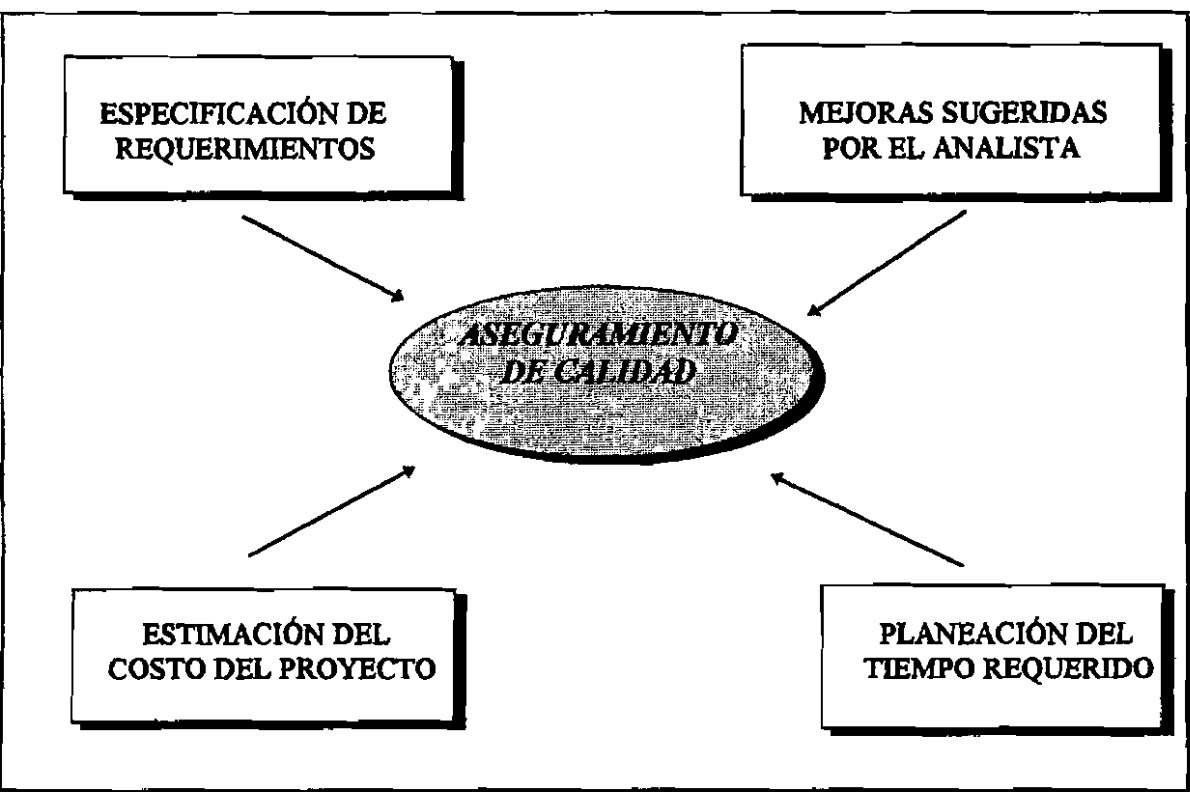 ESPECIFICACIÓN DE
REQUERIMIENTOS
MEJORAS SUGERIDAS
POR EL ANALISTA
ASEGURAMIENTO
DE CALIDAD
ESTIMACIÓN DEL
COSTO DEL PROYECTO
PLANEACIÓN DEL
TIEMPO REQUERIDO